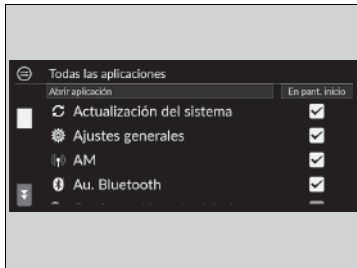 Todas las aplicaciones
Abrir aplicación En pant. inicio
Actualización del sistema
Ajustes generales
AM
Au. Bluetooth